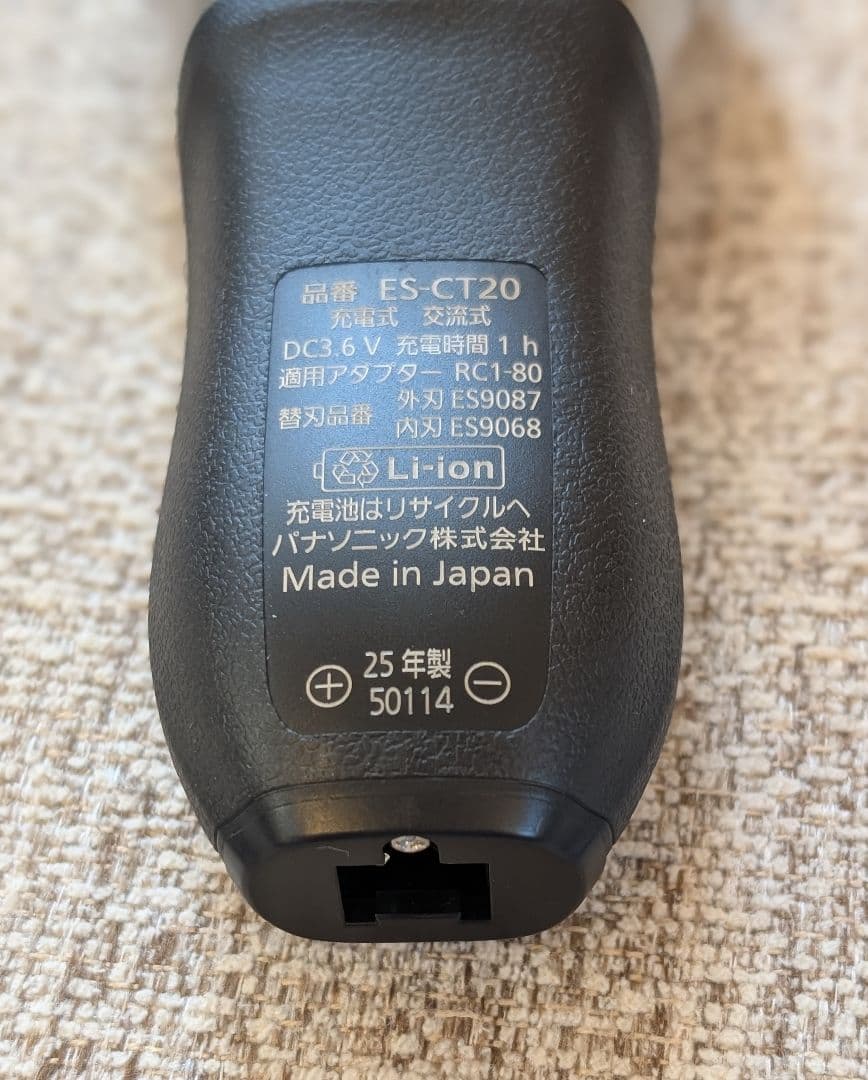 品番 ES-CT20
充電式 交流式
DC3.6 V 充電時間 1 h
適用アダプター RC1-80
替刃品番 外刃 ES9087
内刃 ES9068
Li-ion
充電池はリサイクルへ
パナソニック株式会社
Made in Japan
25 年製
50114